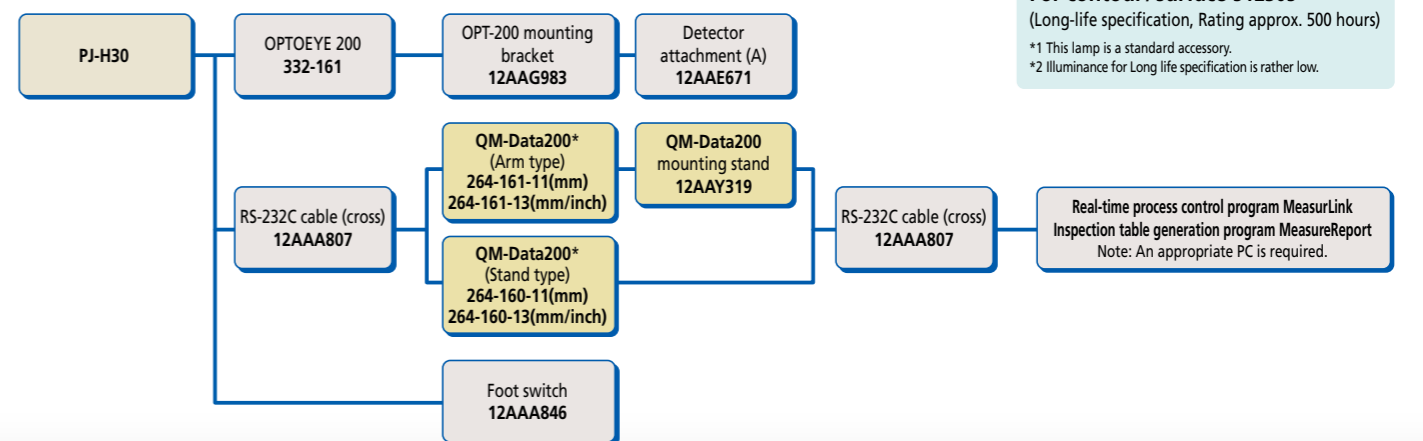 PJ-H30
OPTOEYE 200
332-161
OPT-200 mounting
bracket
12AAG983
Detector
attachment (A)
12AAE671
(Long-life specification, Rating approx. 500 hours)
*1 This lamp is a standard accessory.
*2 Illuminance for Long life specification is rather low.
RS-232C cable (cross)
12AAA807
QM-Data200*
(Arm type)
264-161-11(mm)
264-161-13(mm/inch)
QM-Data200
mounting stand
12AAY319
QM-Data200*
(Stand type)
264-160-11(mm)
264-160-13(mm/inch)
RS-232C cable (cross)
12AAA807
Real-time process control program MeasurLink
Inspection table generation program MeasureReport
Note: An appropriate PC is required.
Foot switch
12AAA846